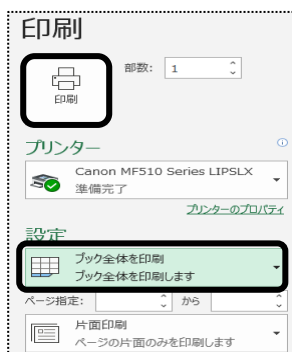 印刷
部数: 1
印刷
プリンター
Canon MF510 Series LIPSLX
準備完了
プリンターのプロパティ
設定
ブック全体を印刷
ブック全体を印刷します
ページ指定: から
片面印刷
ページの片面のみを印刷します